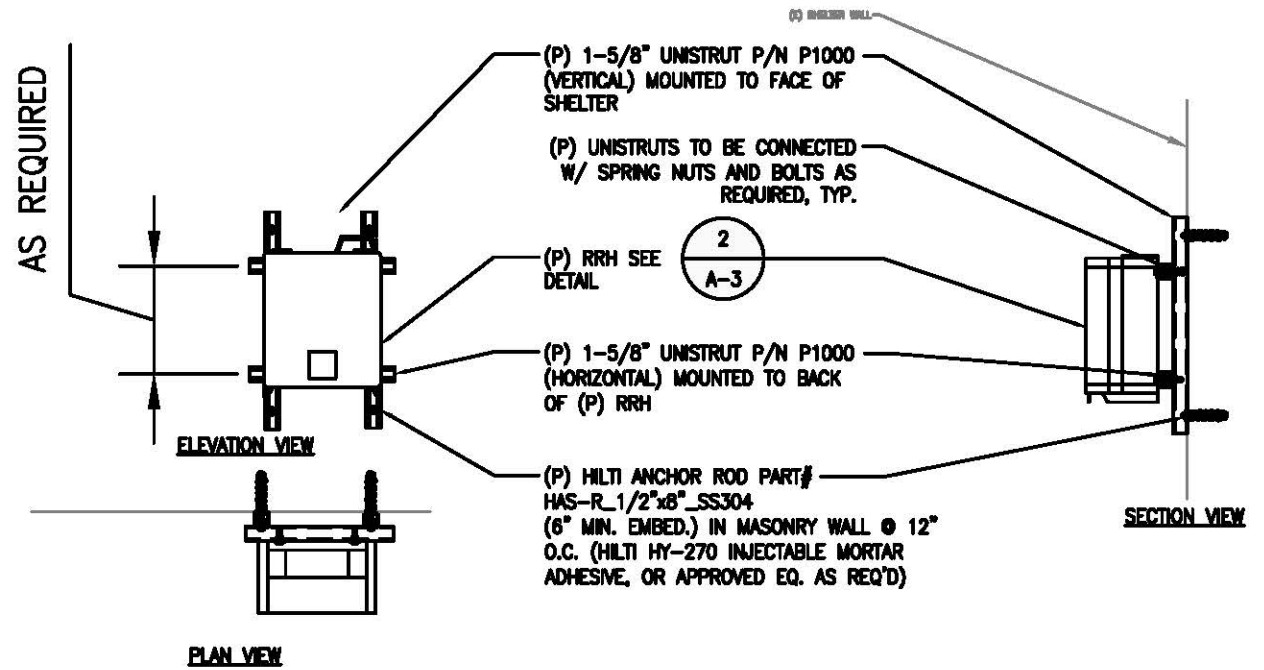 (E) SHELTER WALL
AS REQUIRED
(P) 1-5/8" UNISTRUT P/N P1000
(VERTICAL) MOUNTED TO FACE OF
SHELTER
(P) UNISTRUTS TO BE CONNECTED
W/ SPRING NUTS AND BOLTS AS
REQUIRED, TYP.
(P) RRH SEE
DETAIL
2
A-3
(P) 1-5/8" UNISTRUT P/N P1000
(HORIZONTAL) MOUNTED TO BACK
OF (P) RRH
ELEVATION VIEW
(P) HILTI ANCHOR ROD PART#
HAS-R_1/2"x8"_SS304
(6" MIN. EMBED.) IN MASONRY WALL @ 12"
O.C. (HILTI HY-270 INJECTABLE MORTAR
ADHESIVE, OR APPROVED EQ. AS REQ'D)
SECTION VIEW
PLAN VIEW